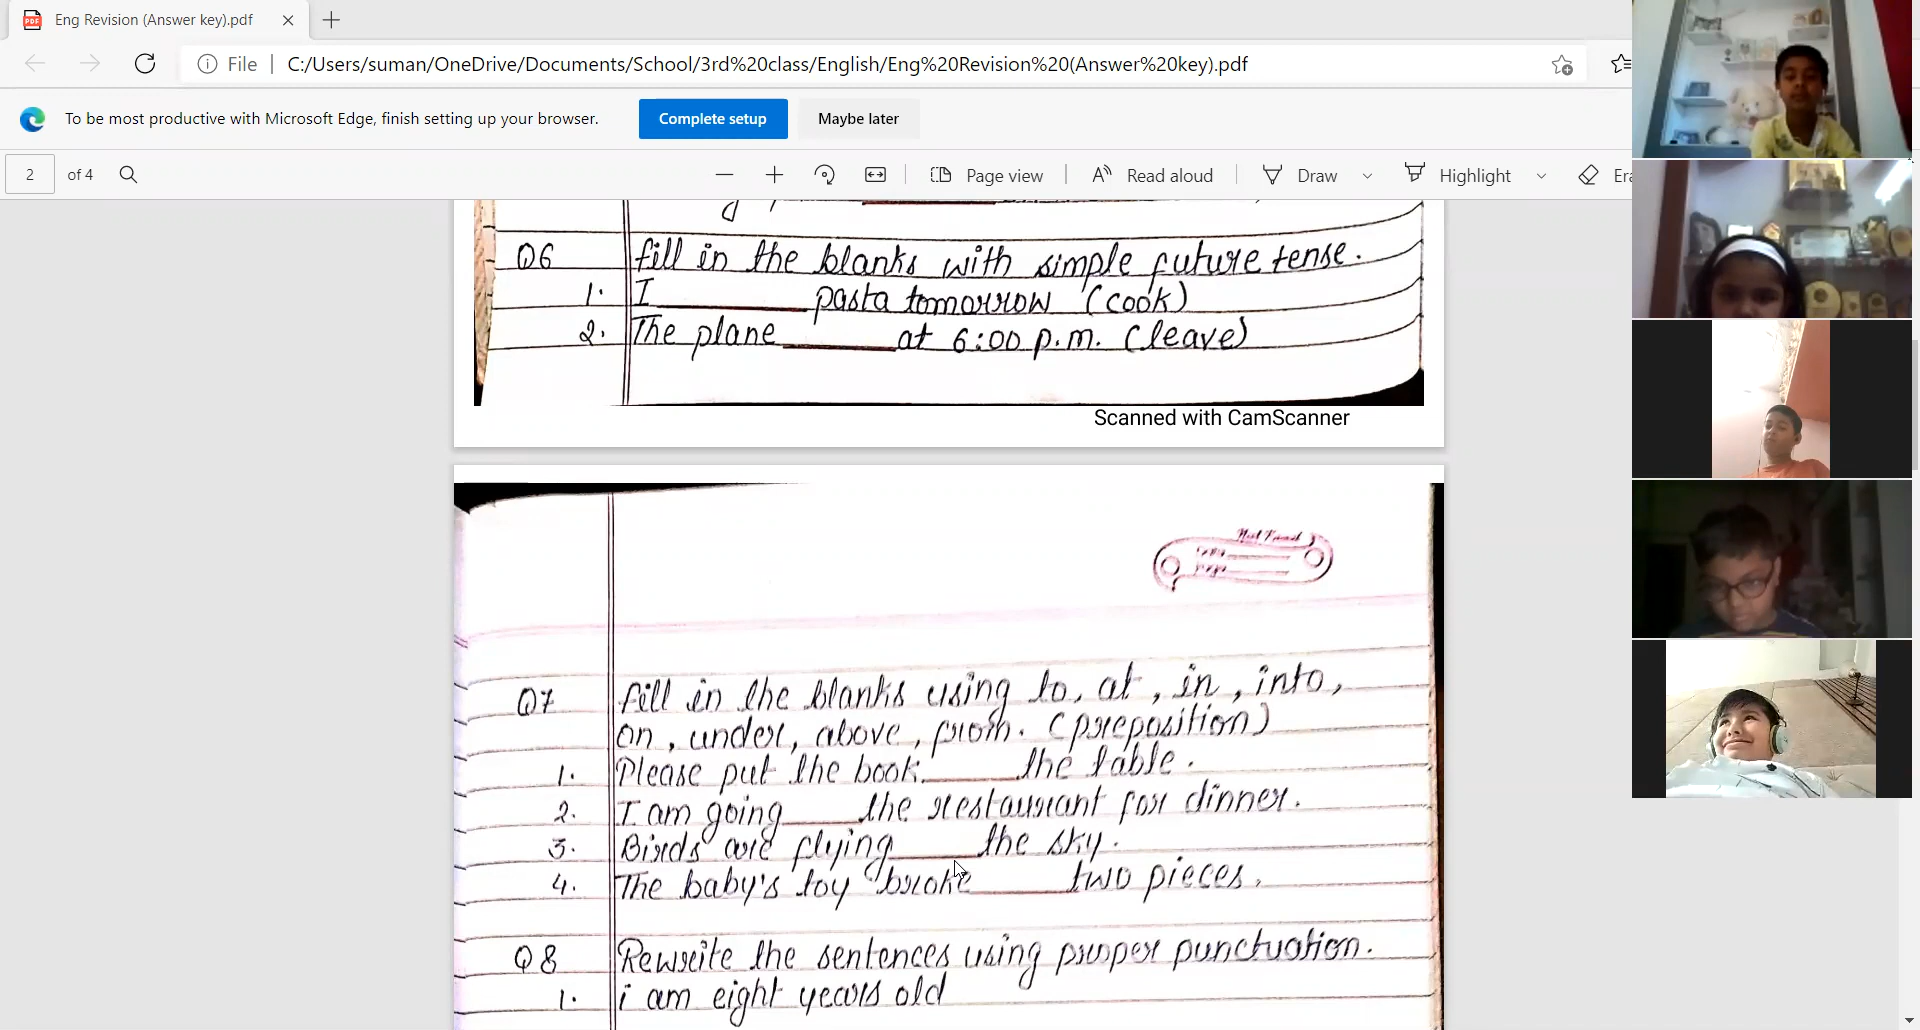 Eng Revision (Answer key).pdf
File
C:/Users/suman/OneDrive/Documents/School/3rd%20class/English/Eng%20Revision%20(Answer%20key).pdf
To be most productive with Microsoft Edge, finish setting up your browser.
Complete setup
Maybe later
2 of 4
Page view
Read aloud
Draw
Highlight
Q6 fill in the blanks with simple future tense.
1. I ________ pasta tomorrow (cook)
2. The plane ______ at 6:00 p.m. (leave)
Scanned with CamScanner
Q7 fill in the blanks using to, at, in, into,
on, under, above, from. (preposition)
1. Please put the book _____ the table.
2. I am going ____ the restaurant for dinner.
3. Birds are flying _____ the sky.
4. The baby's toy broke _____ two pieces.
Q8 Rewrite the sentences using proper punctuation.
1. i am eight years old